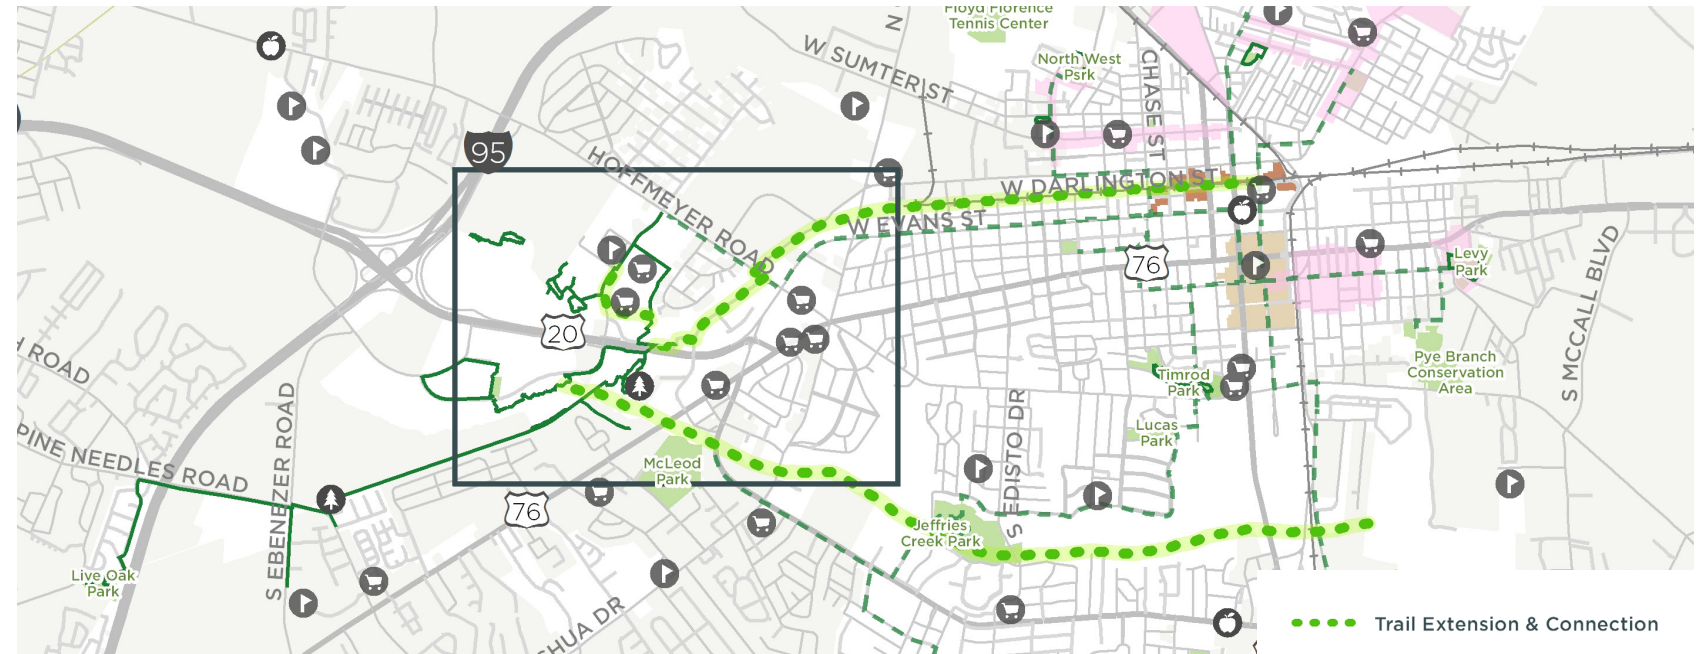 Floyd Florence
Tennis Center
N
W SUMTER ST
North West
Psrk
CHASE ST
95
HOFFMEYER ROAD
W DARLINGTON ST
W EVANS ST
76
Levy
Park
S MCCALL BLVD
20
H ROAD
Pye Branch
Conservation
Area
Timrod
Park
Lucas
Park
S EBENEZER ROAD
S EDISTO DR
PINE NEEDLES ROAD
McLeod
Park
76
Jeffries
Creek Park
Live Oak
Park
HUA DR
Trail Extension & Connection